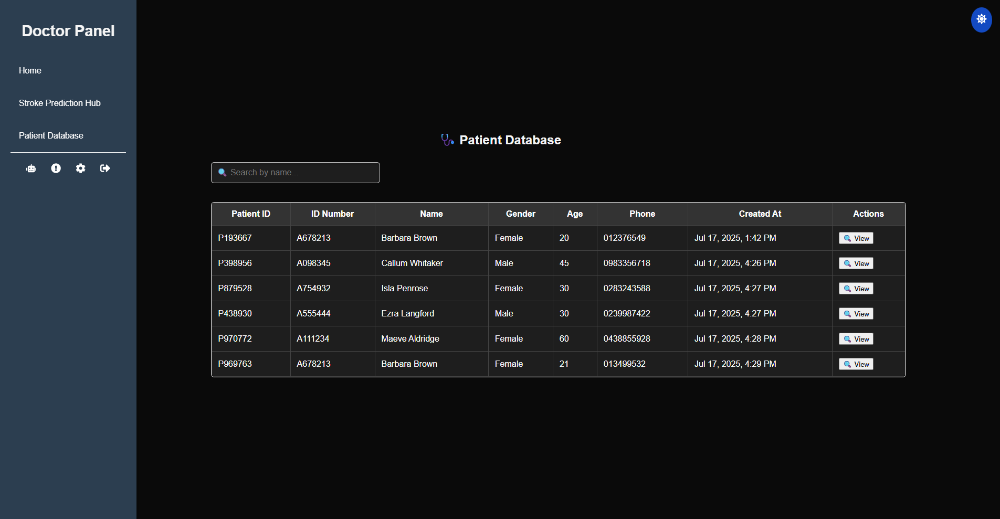 Doctor Panel
Home
Stroke Prediction Hub
Patient Database
Patient Database
Search by name...
Patient ID ID Number Name Gender Age Phone Created At Actions
P193667 A678213 Barbara Brown Female 20 012376549 Jul 17, 2025, 1:42 PM View
P398956 A098345 Callum Whitaker Male 45 0983356718 Jul 17, 2025, 4:26 PM View
P879528 A754932 Isla Penrose Female 30 0283243588 Jul 17, 2025, 4:27 PM View
P438930 A555444 Ezra Langford Male 30 0239987422 Jul 17, 2025, 4:27 PM View
P970772 A111234 Maeve Aldridge Female 60 0438855928 Jul 17, 2025, 4:28 PM View
P969763 A678213 Barbara Brown Female 21 013499532 Jul 17, 2025, 4:29 PM View